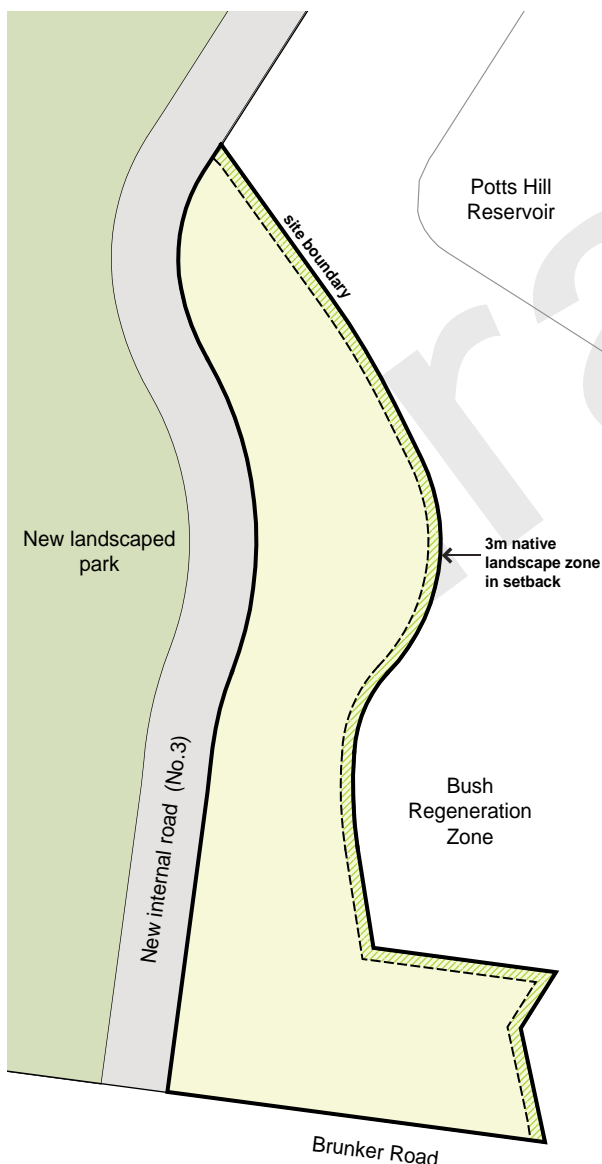 Potts Hill
Reservoir
site boundary
New landscaped
park
3m native
landscape zone
in setback
Bush
Regeneration
Zone
New internal road (No.3)
Brunker Road